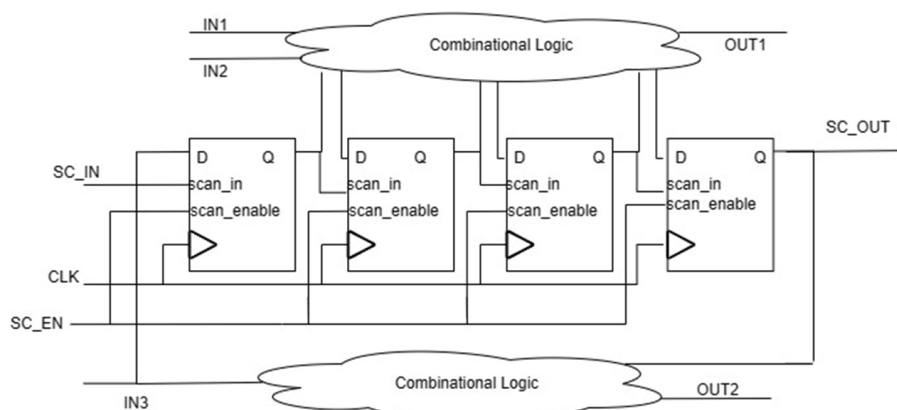 IN1
Combinational Logic
OUT1
IN2
SC_OUT
D Q
D Q
D Q
D Q
SC_IN
scan_in
scan_in
scan_in
scan_in
scan_enable
scan_enable
scan_enable
scan_enable
CLK
SC_EN
Combinational Logic
OUT2
IN3